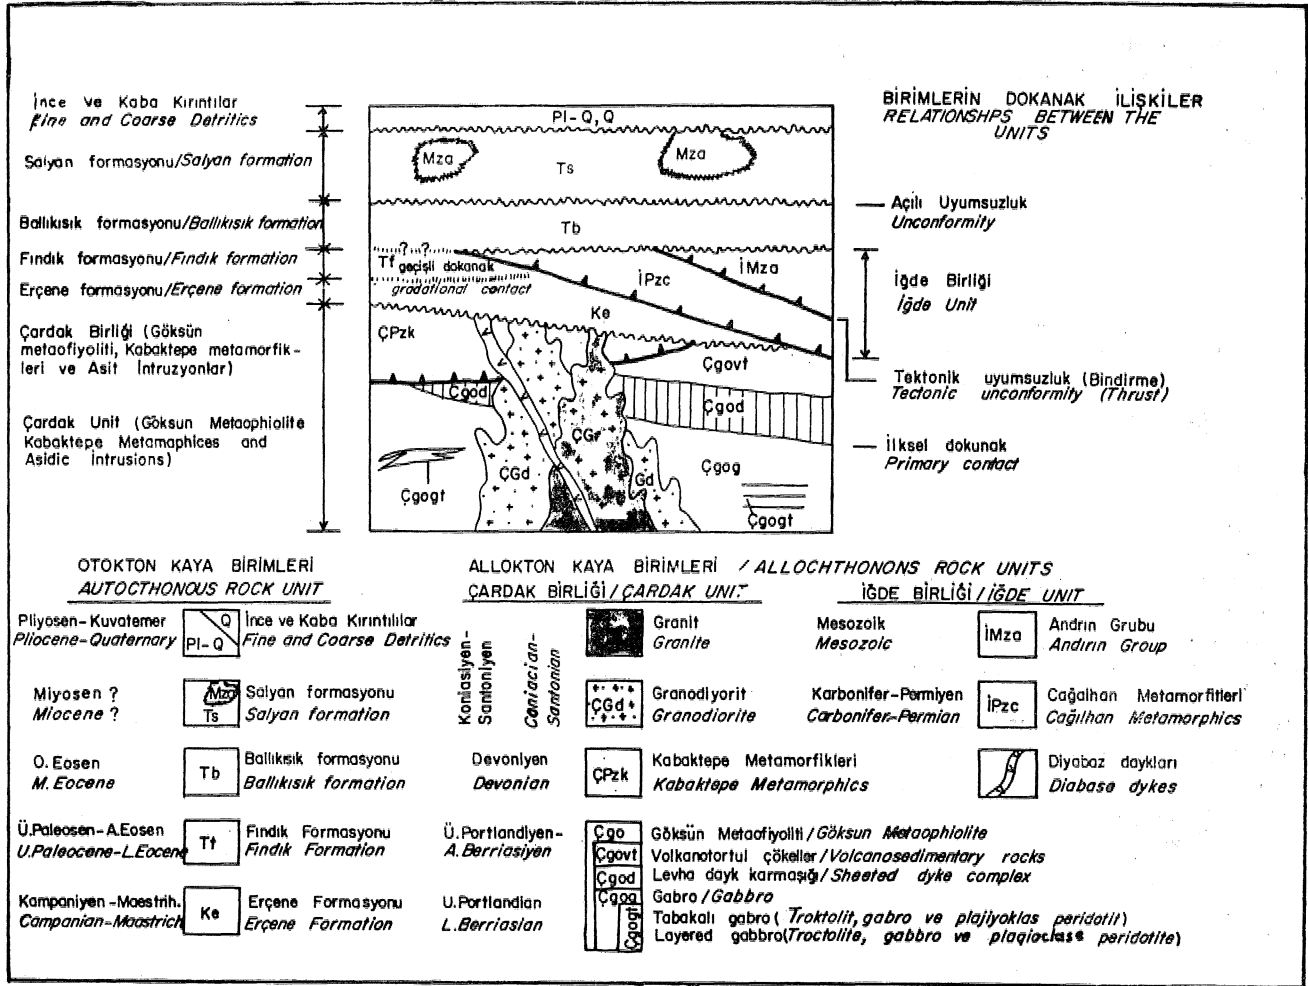 İnce ve Kaba Kırıntılar
Fine and Coarse Detritics
Salyan formasyonu/Salyan formation
Ballıkısık formasyonu/Ballıkısık formation
Fındık formasyonu/Fındık formation
Erçene formasyonu/Erçene formation
Çardak Birliği (Göksün
metaofiyoliti, Kabaktepe metamorfik-
leri ve Asit İntruzyonlar)
Çardak Unit (Göksun Metaophiolite
Kabaktepe Metamaphices and
Asidic İntrusions)
Pl-Q, Q
Mza
Mza
Ts
Tb
? ?
Tf geçişli dokanak
gradational contact
İPzc
İMza
Ke
ÇPzk
Çgovt
Çgod
Çgod
ÇGr
ÇGd
Gd
Çgog
Çgogt
Çgogt
BİRİMLERİN DOKANAK İLİŞKİLER
RELATIONSHPS BETWEEN THE
UNITS
Açılı Uyumsuzluk
Unconformity
İğde Birliği
İğde Unit
Tektonik uyumsuzluk (Bindirme)
Tectonic unconformity (Thrust)
İlksel dokunak
Primary contact
OTOKTON KAYA BİRİMLERİ
AUTOCTHONOUS ROCK UNIT
Pliyosen-Kuvaterner
Pliocene-Quaternary
Q
Pl-Q
İnce ve Kaba Kırıntılılar
Fine and Coarse Detritics
Miyosen ?
Miocene ?
Mza
Ts
Salyan formasyonu
Salyan formation
O. Eosen
M. Eocene
Tb
Ballıkısık formasyonu
Ballıkısık formation
Ü.Paleosen-A.Eosen
U.Paleocene-L.Eocene
Tf
Fındık Formasyonu
Fındık Formation
Kampaniyen-Maestrih.
Campanian-Maastrich
Ke
Erçene Formasyonu
Erçene Formation
ALLOKTON KAYA BİRİMLERİ / ALLOCHTHONONS ROCK UNITS
ÇARDAK BİRLİĞİ/ÇARDAK UNIT
Koniasiyen-
Santoniyen
Coniacian-
Santonian
Granit
Granite
ÇGd
Granodiyorit
Granodiorite
Devoniyen
Devonian
ÇPzk
Kabaktepe Metamorfikleri
Kabaktepe Metamorphics
Ü.Portlandiyen-
A.Berriasiyen
U.Portlandian
L.Berriasian
Çgo
Göksün Metaofiyoliti/Göksun Metaophiolite
Çgovt
Volkanotortul çökeller/Volcanosedimentary rocks
Çgod
Levha dayk karmaşığı/Sheeted dyke complex
Çgog
Gabro/Gabbro
Çgogt
Tabakalı gabro (Troktolit, gabro ve plajiyoklas peridotit)
Layered gabbro(Troctolite, gabbro ve plagioclase peridotite)
İĞDE BİRLİĞİ/İĞDE UNIT
Mesozoik
Mesozoic
İMza
Andrın Grubu
Andırın Group
Karbonifer-Permiyen
Carbonifer-Permian
İPzc
Cağalhan Metamorfitleri
Cağılhan Metamorphics
Diyabaz daykları
Diabase dykes